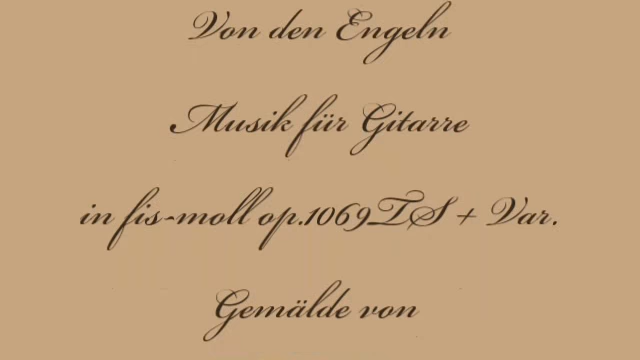 Von den Engeln
Musik für Gitarre
in fis-moll op.1069TS + Var.
Gemälde von